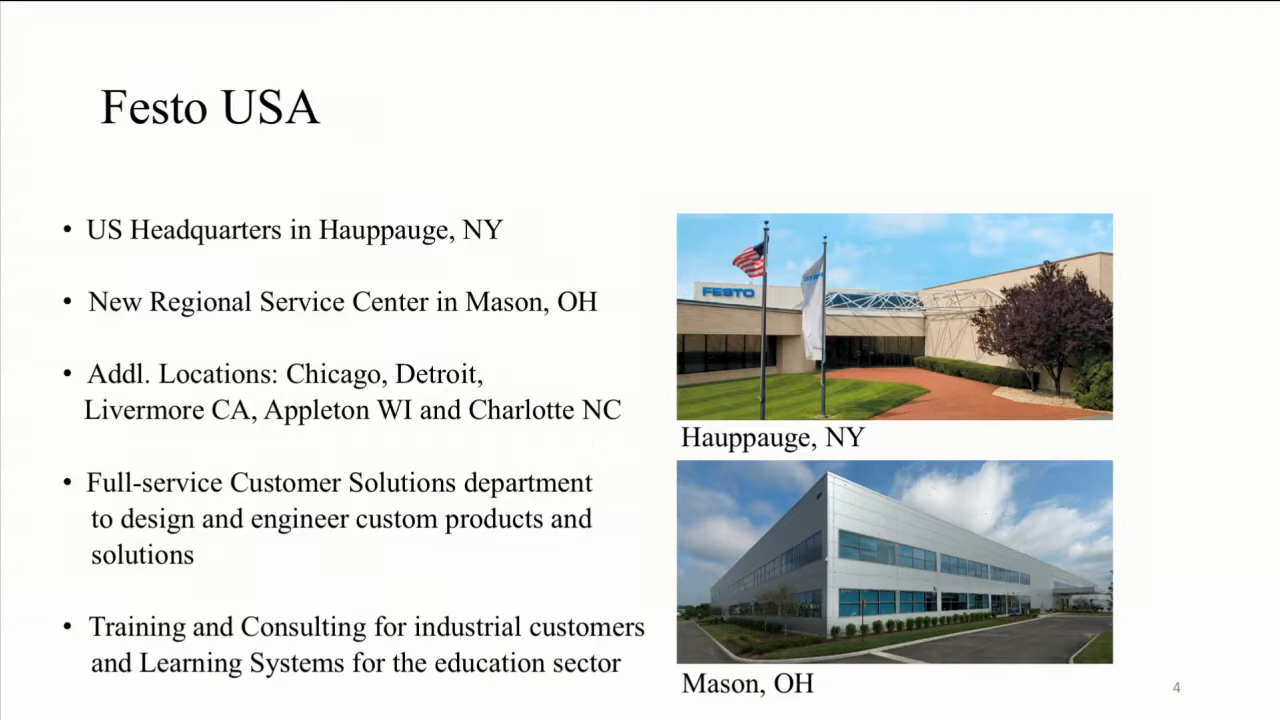 Festo USA
• US Headquarters in Hauppauge, NY
• New Regional Service Center in Mason, OH
• Addl. Locations: Chicago, Detroit,
Livermore CA, Appleton WI and Charlotte NC
• Full-service Customer Solutions department
to design and engineer custom products and
solutions
• Training and Consulting for industrial customers
and Learning Systems for the education sector
FESTO
Hauppauge, NY
Mason, OH
4